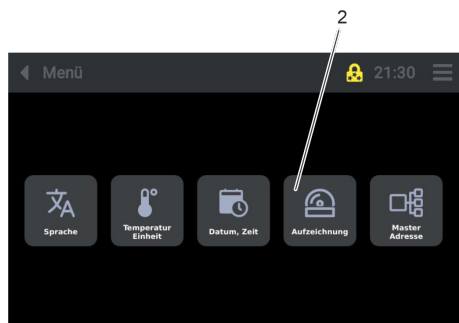 2
Menü
21:30
Sprache
Temperatur
Einheit
Datum, Zeit
Aufzeichnung
Master
Adresse